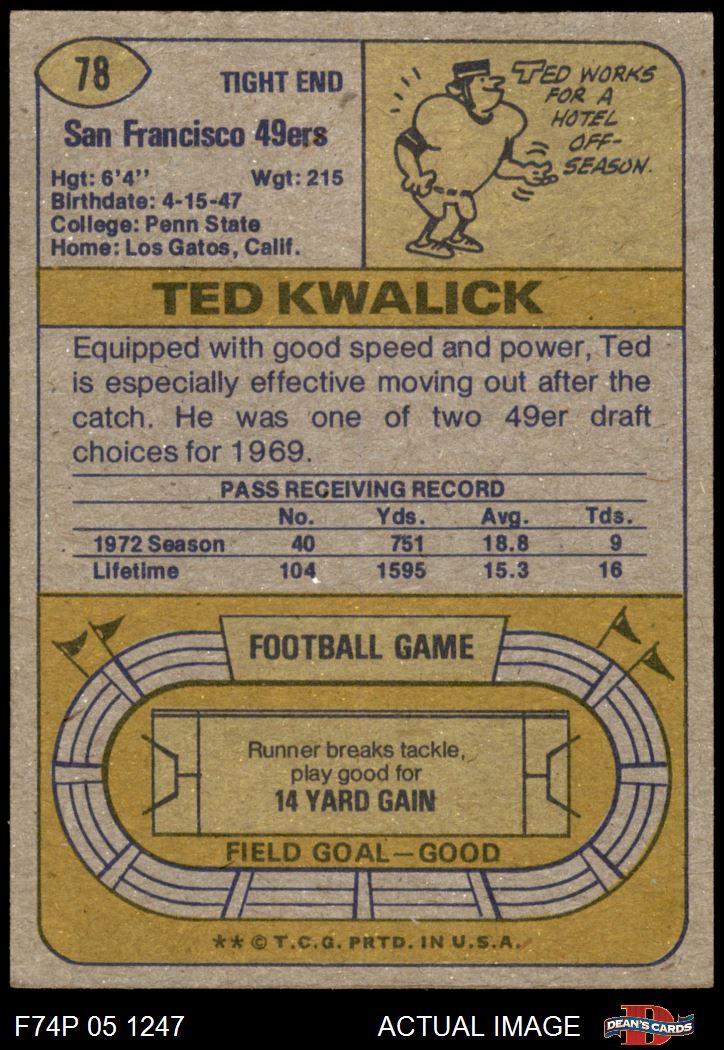 78
TIGHT END
San Francisco 49ers
Hgt: 6'4'' Wgt: 215
Birthdate: 4-15-47
College: Penn State
Home: Los Gatos, Calif.
TED WORKS
FOR A
HOTEL
OFF-
SEASON.
TED KWALICK
Equipped with good speed and power, Ted
is especially effective moving out after the
catch. He was one of two 49er draft
choices for 1969.
PASS RECEIVING RECORD
No. Yds. Avg. Tds.
1972 Season 40 751 18.8 9
Lifetime 104 1595 15.3 16
FOOTBALL GAME
Runner breaks tackle,
play good for
14 YARD GAIN
FIELD GOAL—GOOD
** © T.C.G. PRTD. IN U.S.A.
F74P 05 1247 ACTUAL IMAGE
D
DEAN'S CARDS